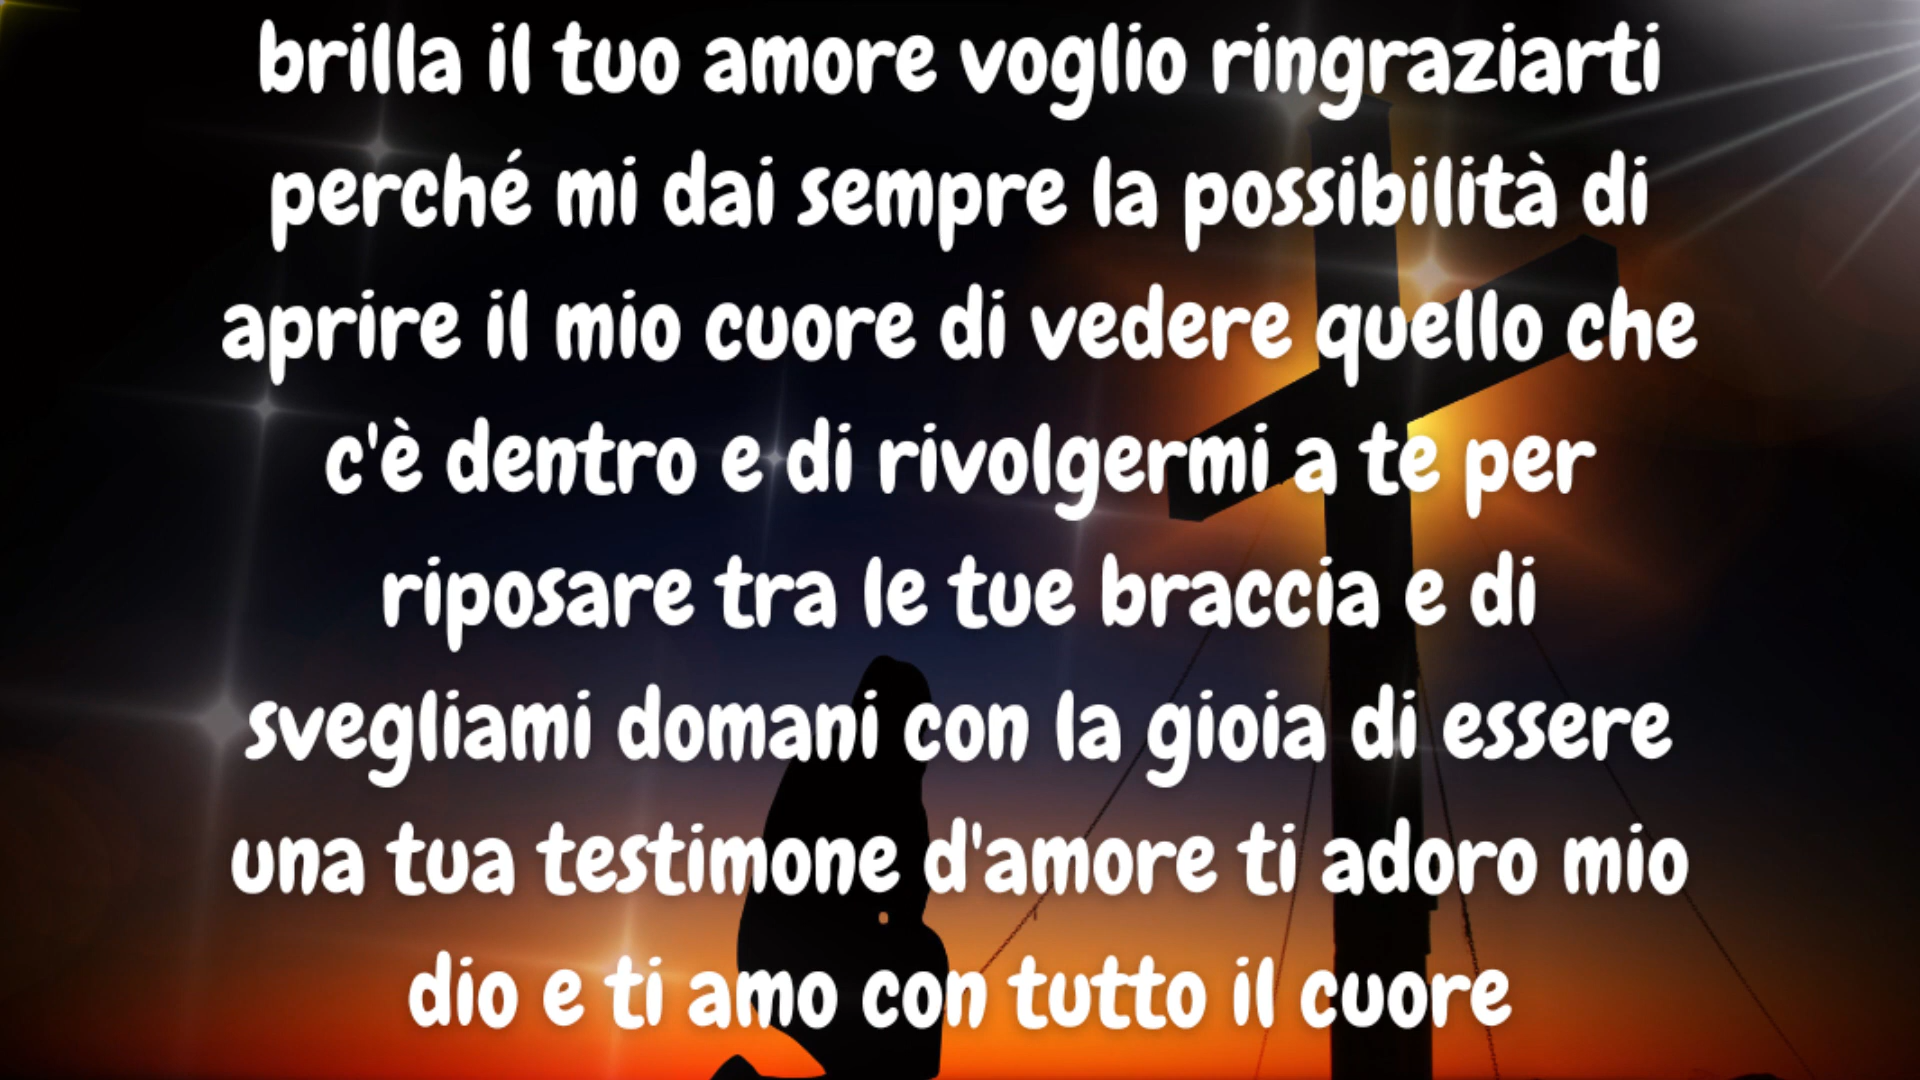 brilla il tuo amore voglio ringraziarti
perché mi dai sempre la possibilità di
aprire il mio cuore di vedere quello che
c'è dentro e di rivolgermi a te per
riposare tra le tue braccia e di
svegliami domani con la gioia di essere
una tua testimone d'amore ti adoro mio
dio e ti amo con tutto il cuore